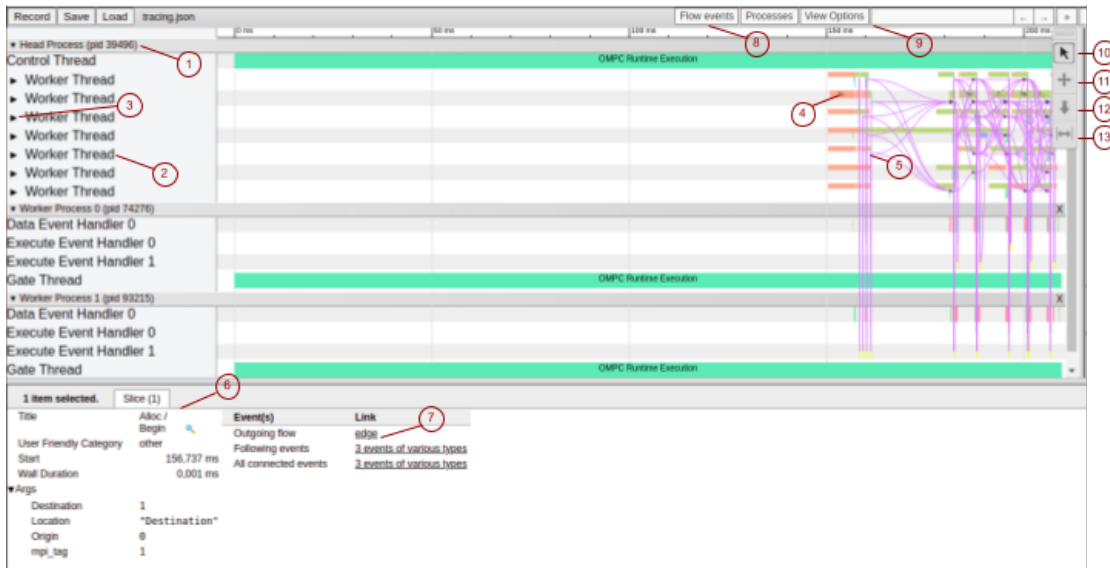 Record Save Load tracing.json Flow events Processes View Options ← → »
0 ms 50 ms 100 ms 150 ms 200 ms
8 9
▾ Head Process (pid 39496)
1
Control Thread OMPC Runtime Execution
10
► Worker Thread
11
► Worker Thread
3 4 12
► Worker Thread
► Worker Thread
13
► Worker Thread
2 5
► Worker Thread
► Worker Thread
▾ Worker Process 0 (pid 74276) X
Data Event Handler 0
Execute Event Handler 0
Execute Event Handler 1
Gate Thread OMPC Runtime Execution
▾ Worker Process 1 (pid 93215) X
Data Event Handler 0
Execute Event Handler 0
Execute Event Handler 1
Gate Thread OMPC Runtime Execution
6
1 item selected. Slice (1)
7
Title Alloc / Begin
User Friendly Category other
Start 156,737 ms
Wall Duration 0,001 ms
▾Args
Destination 1
Location "Destination"
Origin 0
mpi_tag 1
Event(s) Link
Outgoing flow edge
Following events 3 events of various types
All connected events 3 events of various types